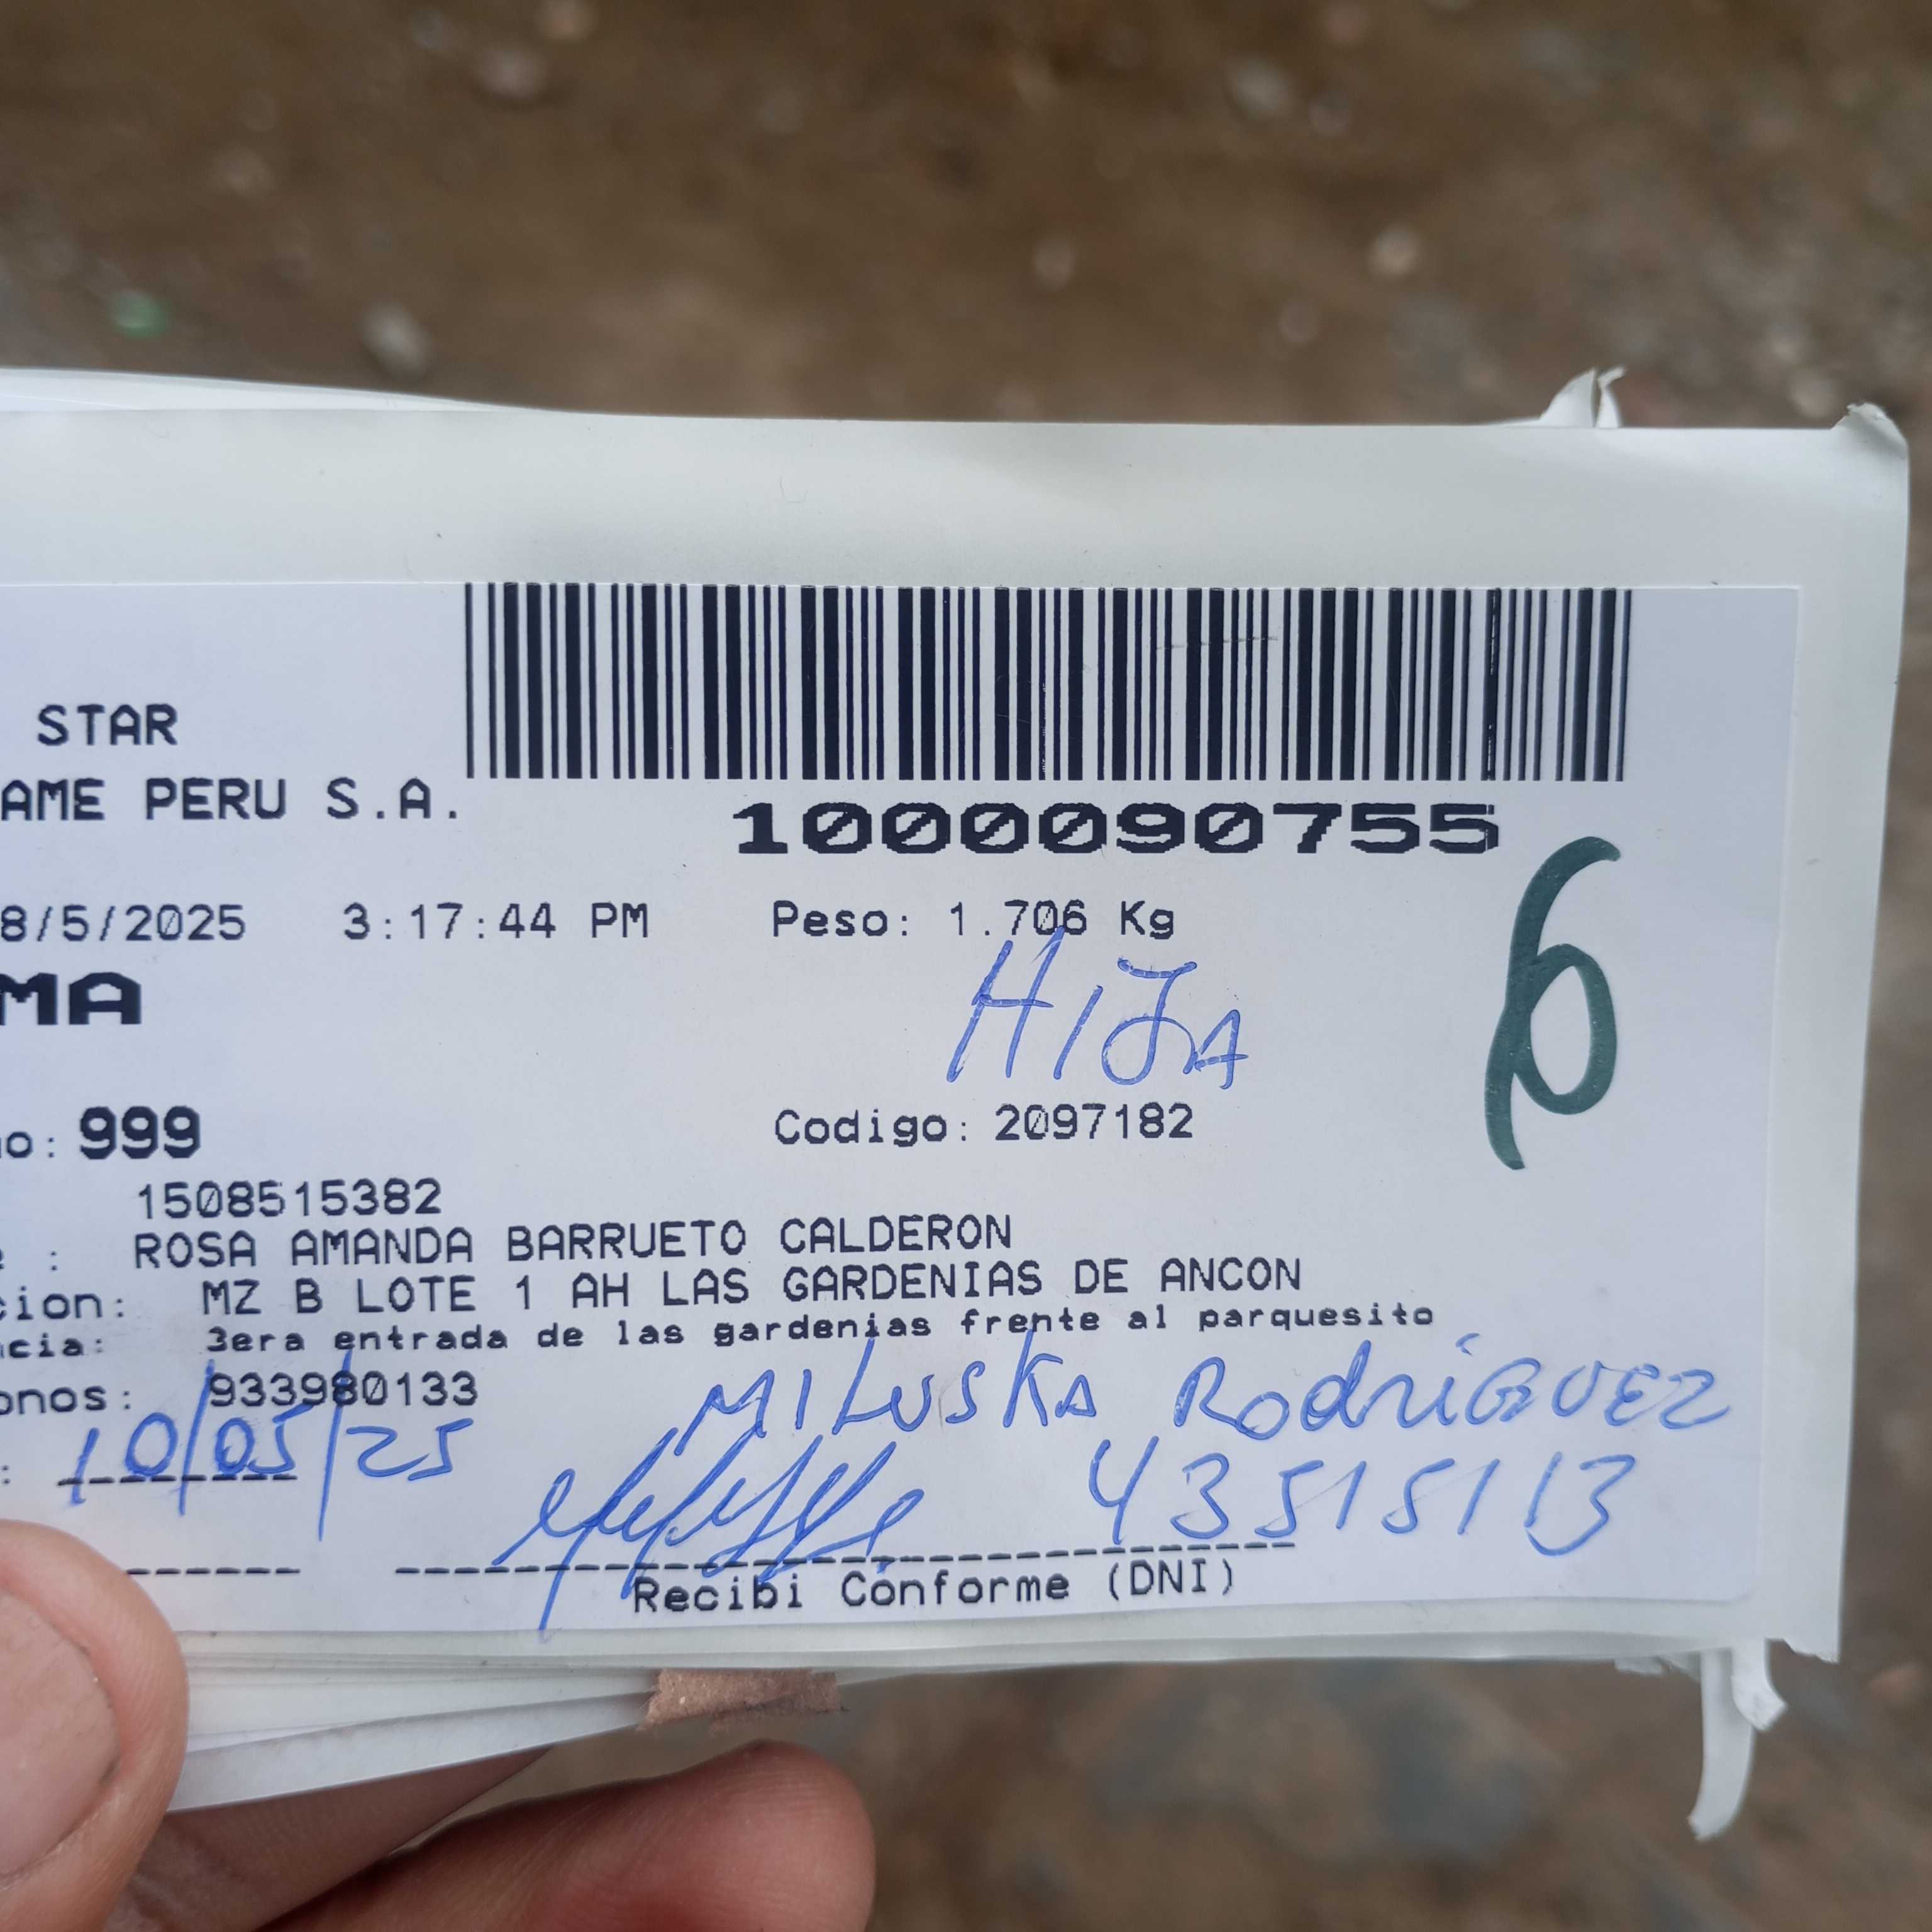 STAR
AME PERU S.A.
1000090755
8/5/2025 3:17:44 PM Peso: 1.706 Kg
MA
HIJA
6
o: 999 Codigo: 2097182
1508515382
: ROSA AMANDA BARRUETO CALDERON
cion: MZ B LOTE 1 AH LAS GARDENIAS DE ANCON
ncia: 3era entrada de las gardenias frente al parquesito
onos: 933980133
MILUSKA RODRIGUEZ
: 10/05/25
43515113
Recibi Conforme (DNI)